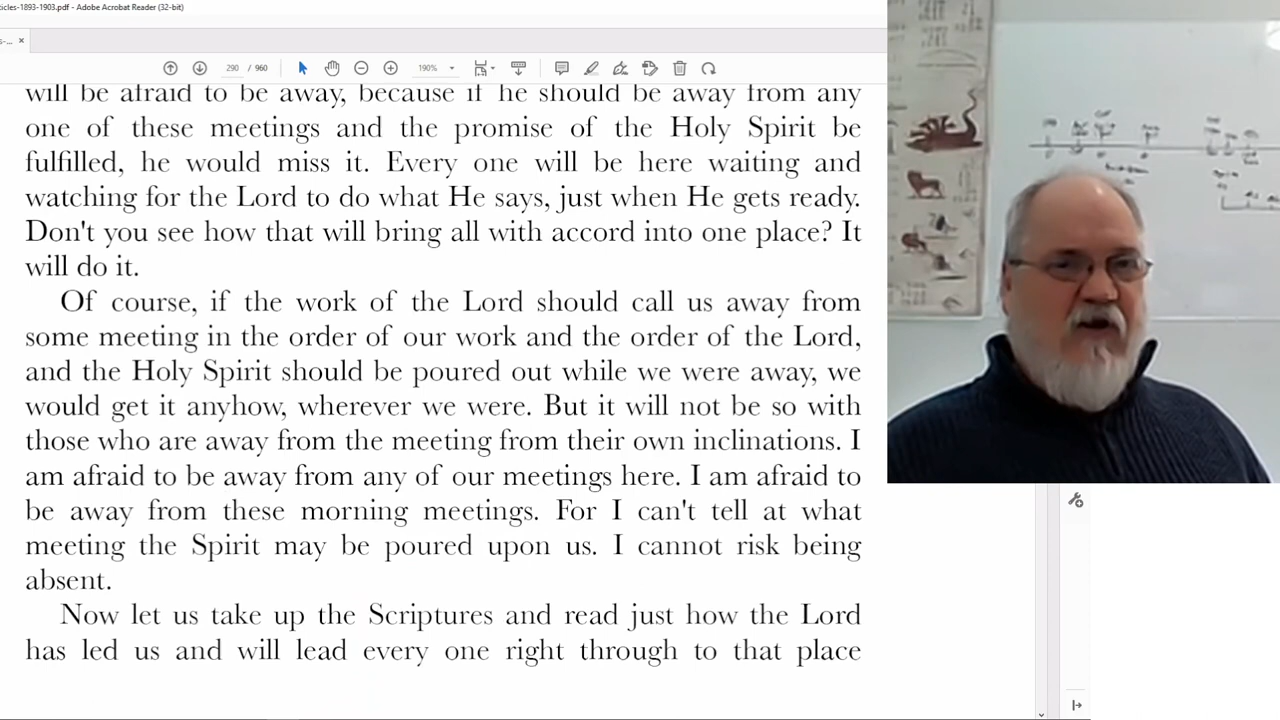 ticles-1893-1903.pdf - Adobe Acrobat Reader (32-bit)
s-...
290 / 960
190%
will be afraid to be away, because if he should be away from any
one of these meetings and the promise of the Holy Spirit be
fulfilled, he would miss it. Every one will be here waiting and
watching for the Lord to do what He says, just when He gets ready.
Don't you see how that will bring all with accord into one place? It
will do it.
Of course, if the work of the Lord should call us away from
some meeting in the order of our work and the order of the Lord,
and the Holy Spirit should be poured out while we were away, we
would get it anyhow, wherever we were. But it will not be so with
those who are away from the meeting from their own inclinations. I
am afraid to be away from any of our meetings here. I am afraid to
be away from these morning meetings. For I can't tell at what
meeting the Spirit may be poured upon us. I cannot risk being
absent.
Now let us take up the Scriptures and read just how the Lord
has led us and will lead every one right through to that place